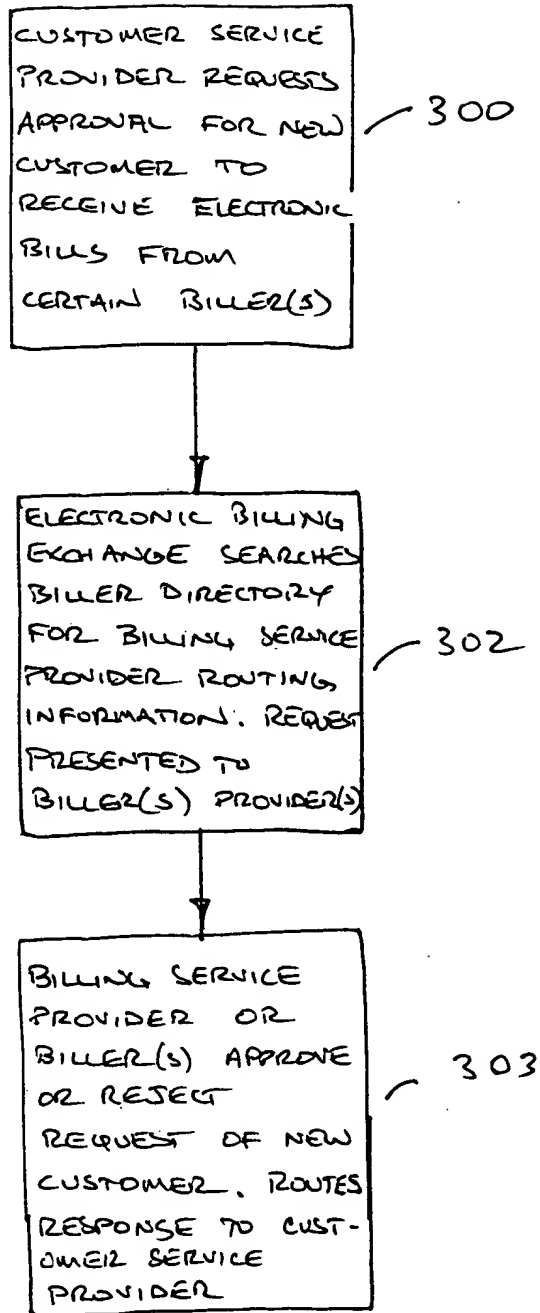 CUSTOMER SERVICE
PROVIDER REQUESTS
APPROVAL FOR NEW
CUSTOMER TO
RECEIVE ELECTRONIC
BILLS FROM
CERTAIN BILLER(S)
300
ELECTRONIC BILLING
EXCHANGE SEARCHES
BILLER DIRECTORY
FOR BILLING SERVICE
PROVIDER ROUTING
INFORMATION. REQUEST
PRESENTED TO
BILLER(S) PROVIDER(S)
302
BILLING SERVICE
PROVIDER OR
BILLER(S) APPROVE
OR REJECT
REQUEST OF NEW
CUSTOMER. ROUTES
RESPONSE TO CUST-
OMER SERVICE
PROVIDER
303